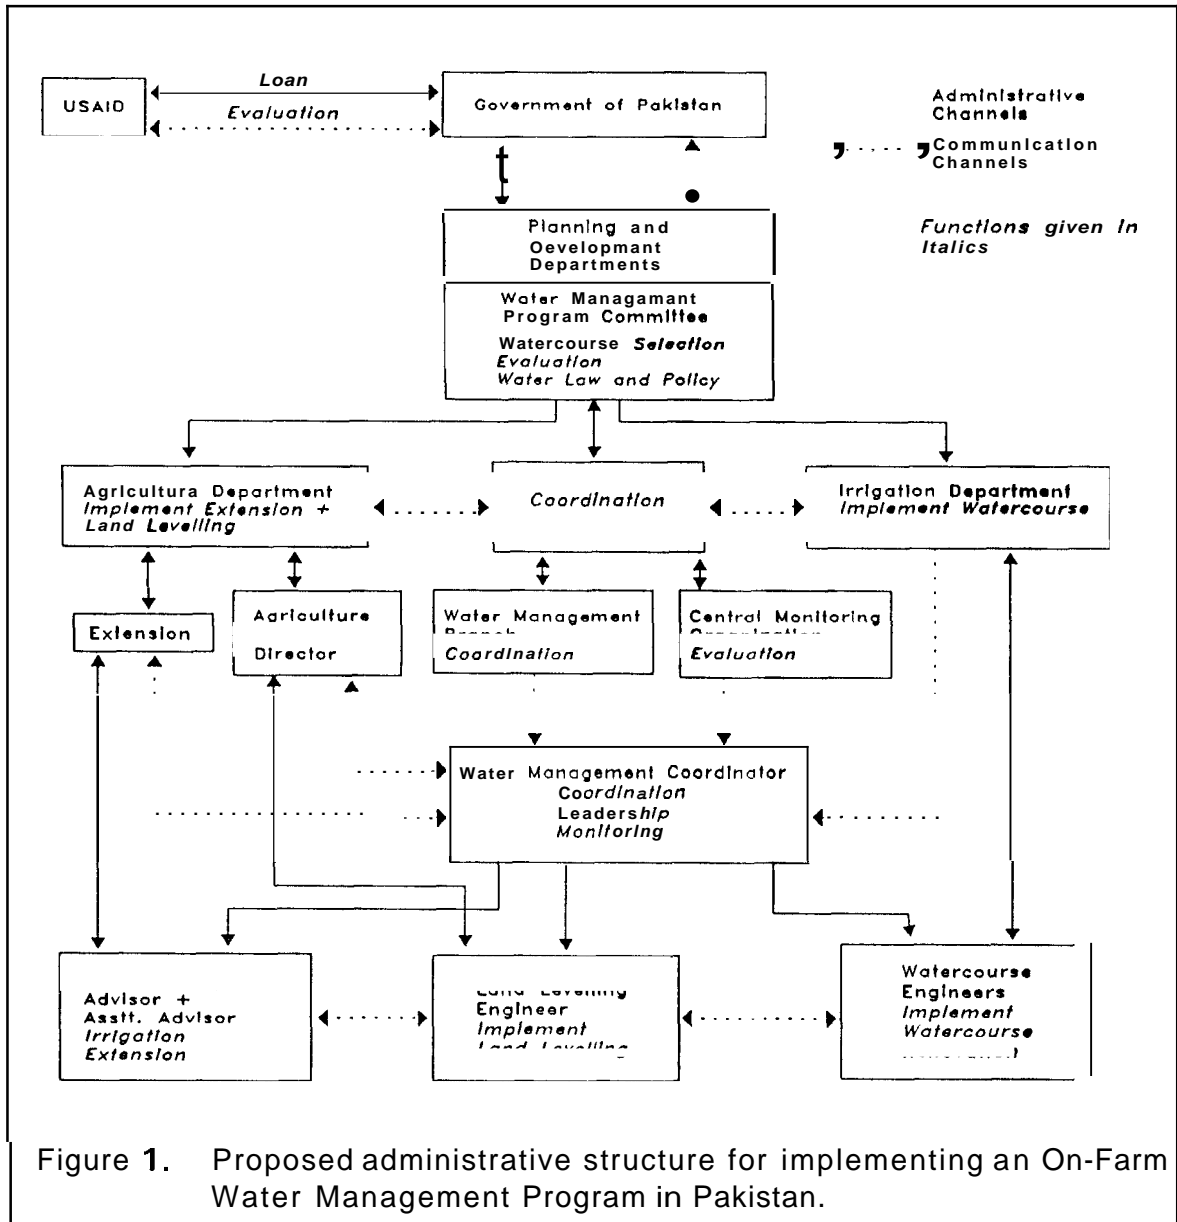 Loan
USAID
Evaluation
Government of Pakistan
Administrative
Channels
Communication
Channels
Functions given In
Italics
Planning and
Oevelopmant
Departments
Water Managamant
Program Committee
Watercourse Selection
Evaluation
Water Law and Policy
Agricultura Department
Implement Extension +
Land Levelling
Coordination
Irrigation Department
Implement Watercourse
Extension
Agriculture
Director
Water Management
Coordination
Central Monitoring
Evaluation
Water Management Coordinator
Coordination
Leadership
Monitoring
Advisor +
Asstt. Advisor
Irrigation
Extension
Land Levelling
Engineer
Implement
Land Levelling
Watercourse
Engineers
Implement
Watercourse
Figure 1. Proposed administrative structure for implementing an On-Farm
Water Management Program in Pakistan.